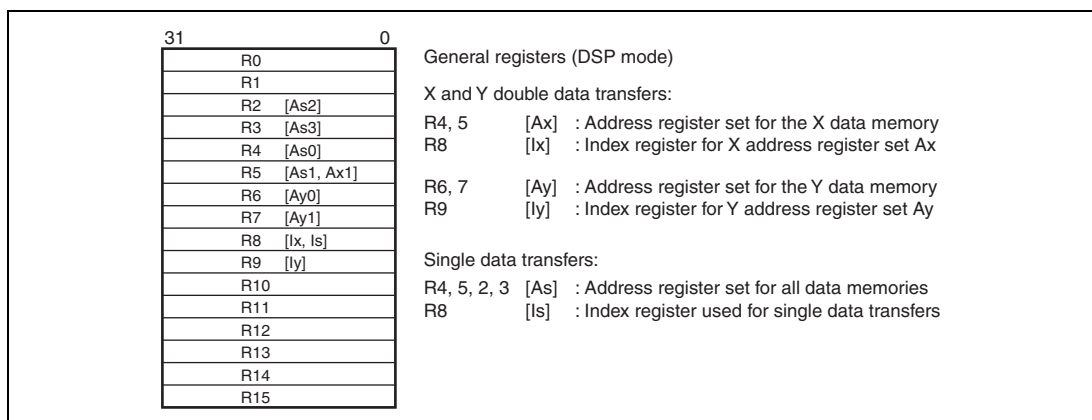 31 0
R0
R1
R2 [As2]
R3 [As3]
R4 [As0]
R5 [As1, Ax1]
R6 [Ay0]
R7 [Ay1]
R8 [Ix, Is]
R9 [Iy]
R10
R11
R12
R13
R14
R15
General registers (DSP mode)
X and Y double data transfers:
R4, 5 [Ax] : Address register set for the X data memory
R8 [Ix] : Index register for X address register set Ax
R6, 7 [Ay] : Address register set for the Y data memory
R9 [Iy] : Index register for Y address register set Ay
Single data transfers:
R4, 5, 2, 3 [As] : Address register set for all data memories
R8 [Is] : Index register used for single data transfers